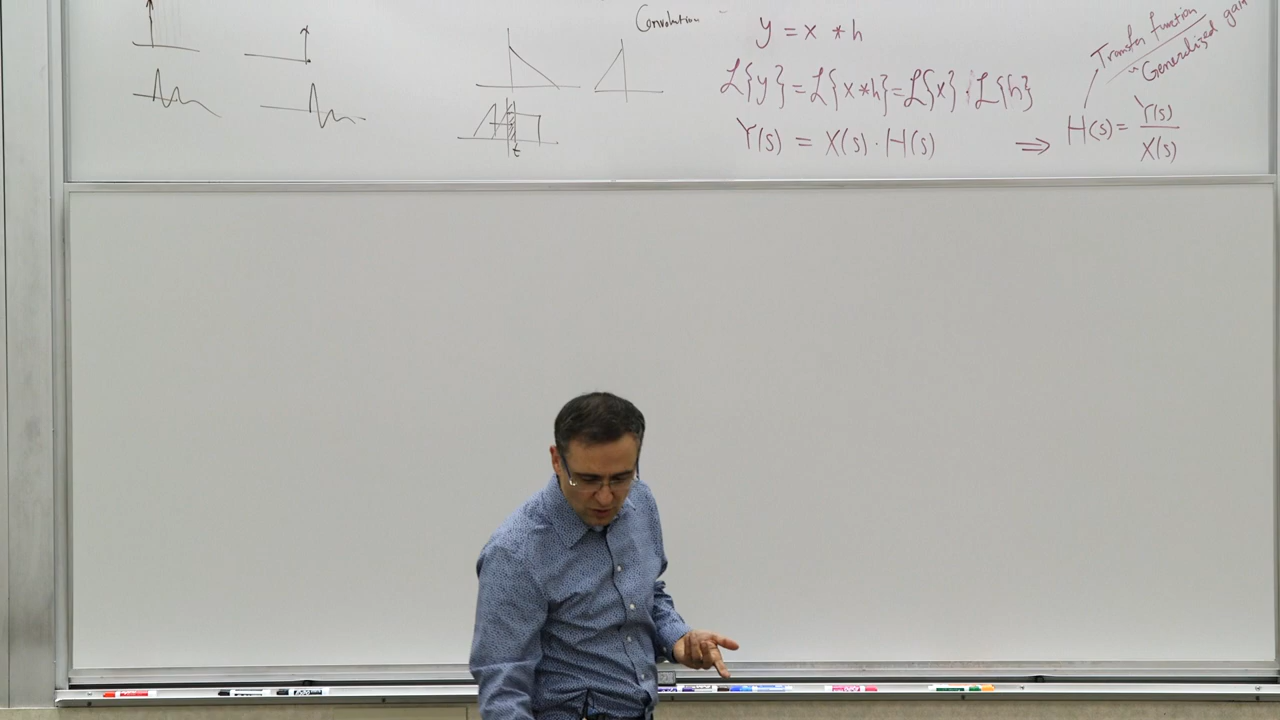 Convolution
y = x * h
ℒ{y} = ℒ{x * h} = ℒ{x} · ℒ{h}
Y(s) = X(s) · H(s)
⇒ H(s) = Y(s) / X(s)
Transfer function
"Generalized gain
t